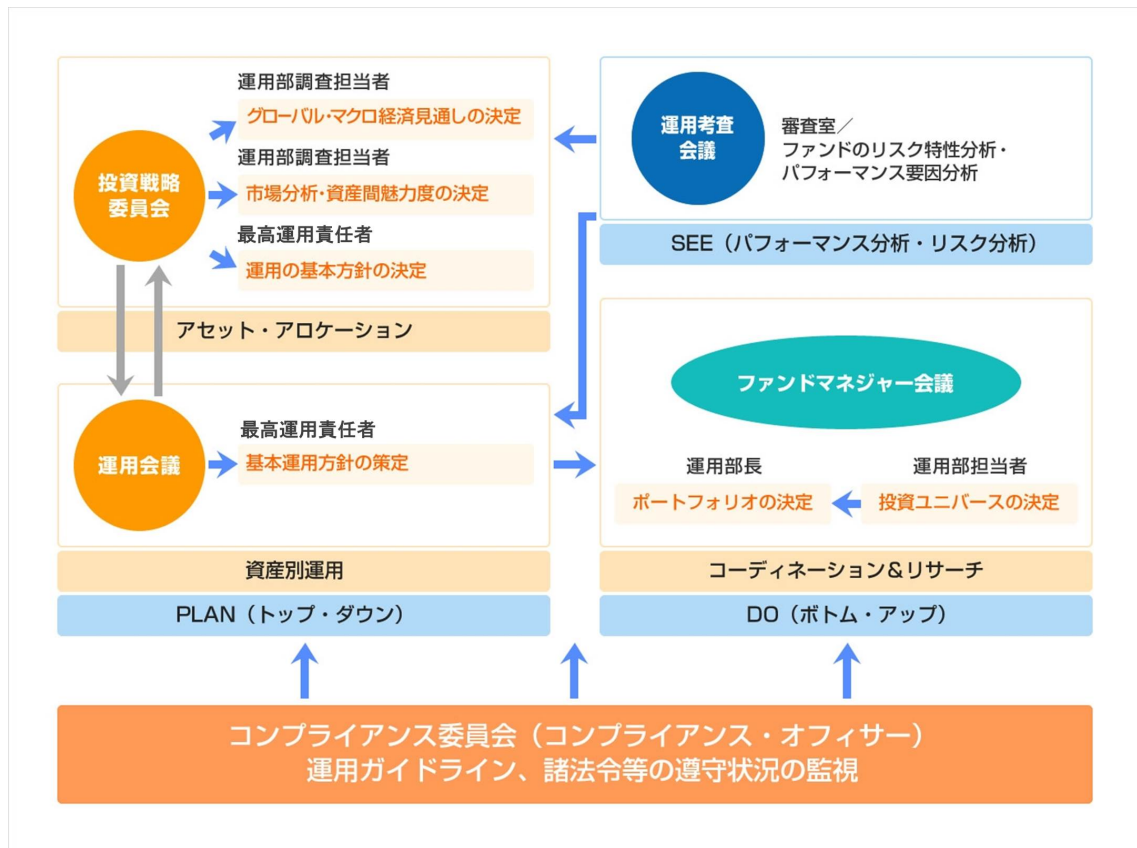 投資戦略
委員会
運用部調査担当者
グローバル・マクロ経済見通しの決定
運用部調査担当者
市場分析・資産間魅力度の決定
最高運用責任者
運用の基本方針の決定
アセット・アロケーション
運用考査
会議
審査室／
ファンドのリスク特性分析・
パフォーマンス要因分析
SEE（パフォーマンス分析・リスク分析）
運用会議
最高運用責任者
基本運用方針の策定
資産別運用
PLAN（トップ・ダウン）
ファンドマネジャー会議
運用部長
ポートフォリオの決定
運用部担当者
投資ユニバースの決定
コーディネーション＆リサーチ
DO（ボトム・アップ）
コンプライアンス委員会（コンプライアンス・オフィサー）
運用ガイドライン、諸法令等の遵守状況の監視